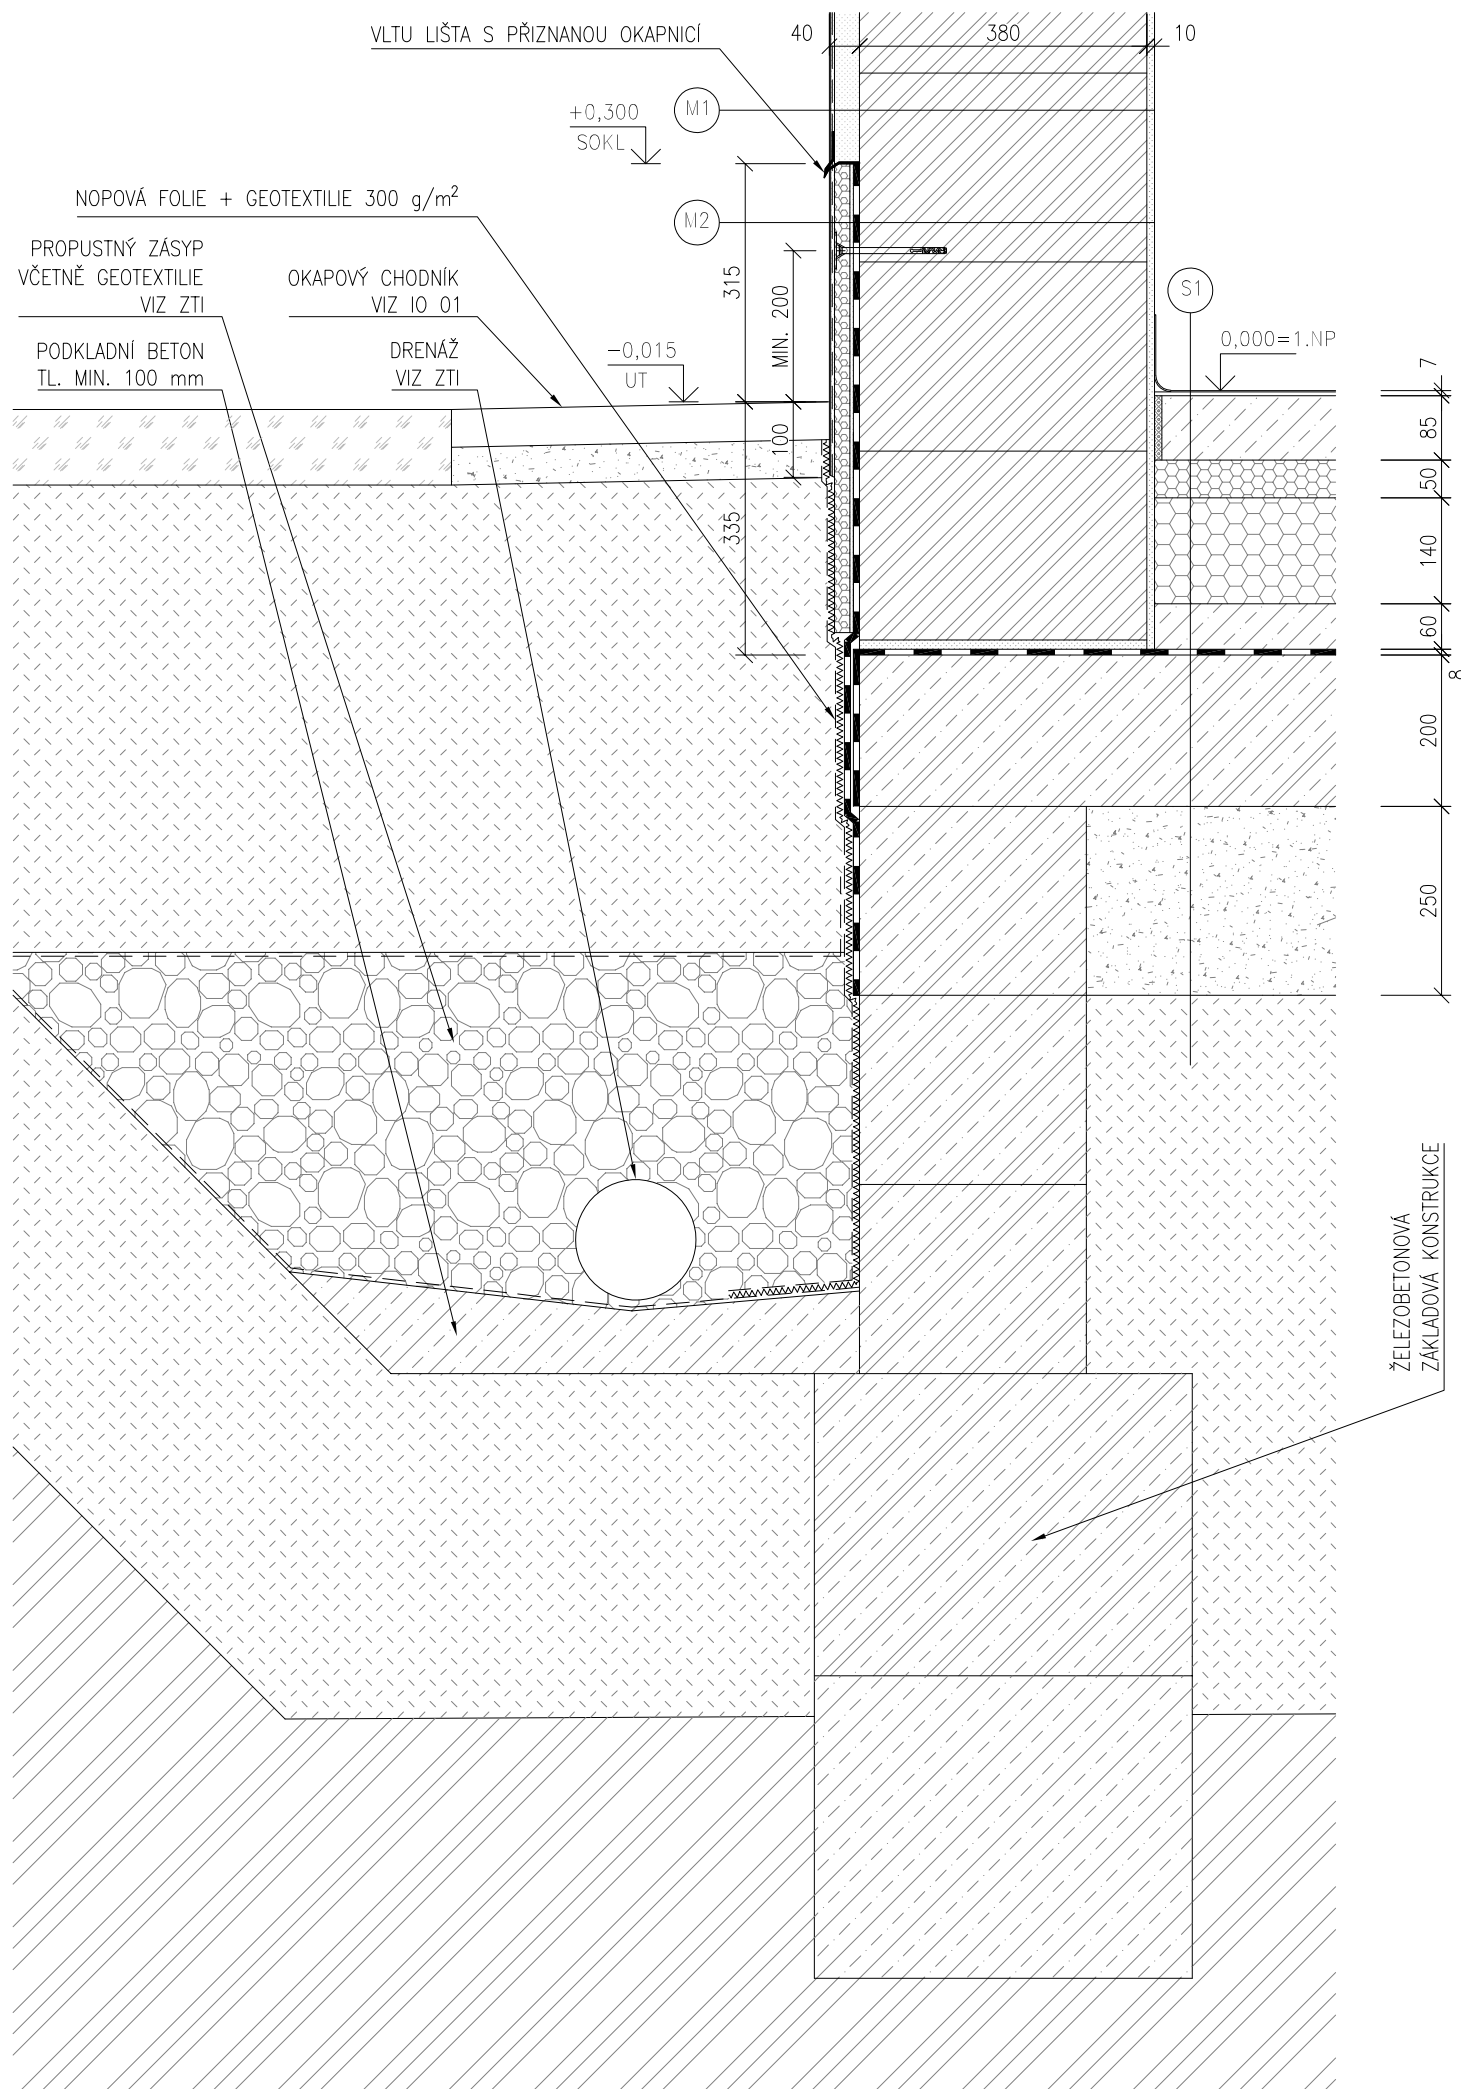 VLTU LIŠTA S PŘIZNANOU OKAPNICÍ
40
380
10
M1
+0,300
SOKL
NOPOVÁ FOLIE + GEOTEXTILIE 300 g/m²
M2
PROPUSTNÝ ZÁSYP
VČETNĚ GEOTEXTILIE
VIZ ZTI
OKAPOVÝ CHODNÍK
VIZ IO 01
315
MIN. 200
S1
PODKLADNÍ BETON
TL. MIN. 100 mm
DRENÁŽ
VIZ ZTI
-0,015
UT
0,000=1.NP
7
100
85
50
335
140
60
8
200
250
ŽELEZOBETONOVÁ
ZÁKLADOVÁ KONSTRUKCE